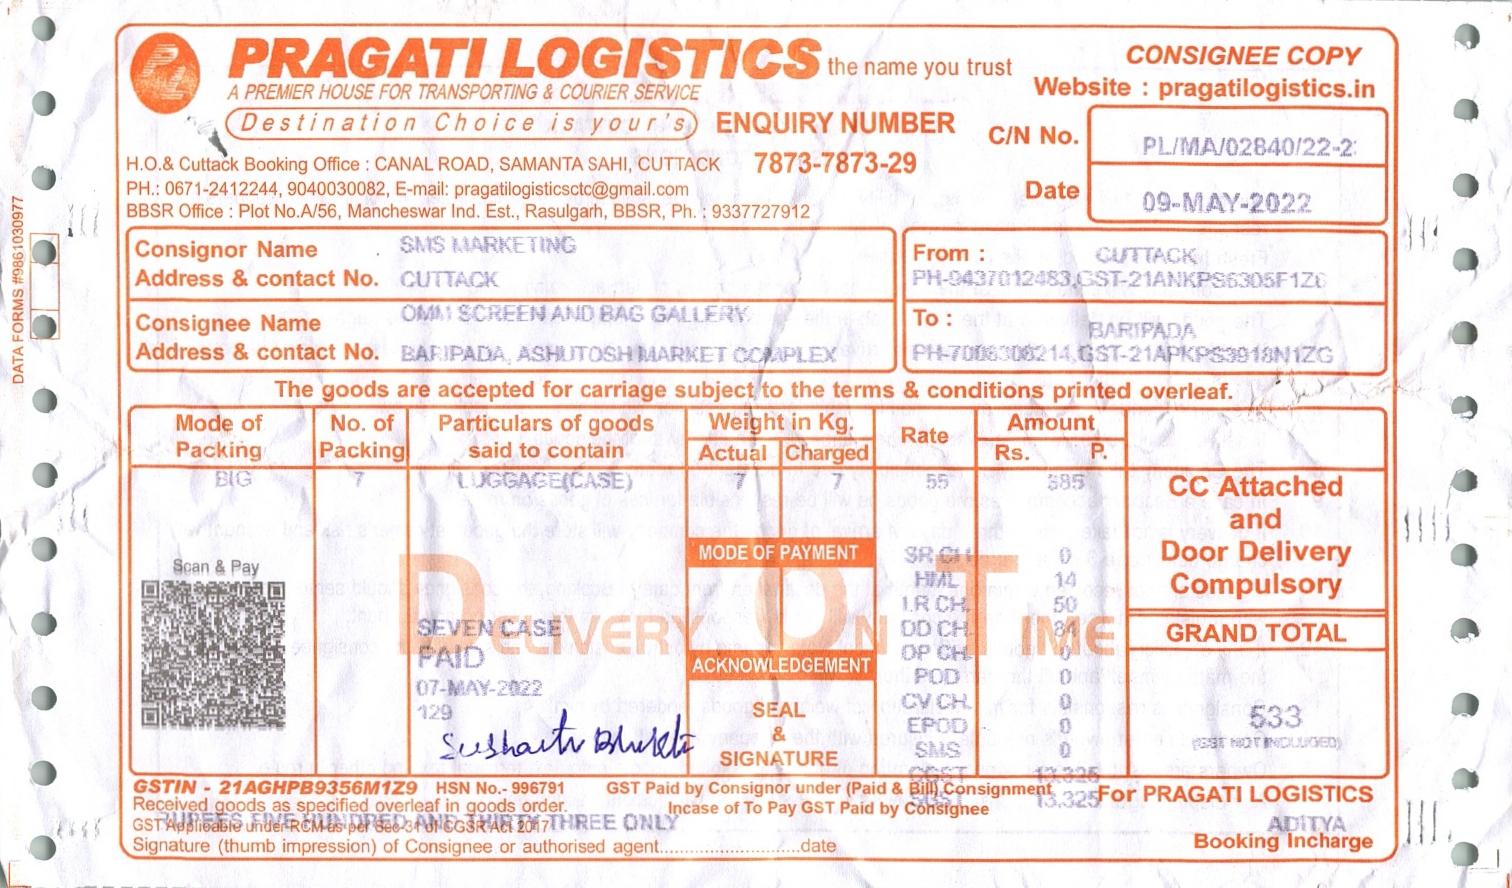 PRAGATI LOGISTICS the name you trust
A PREMIER HOUSE FOR TRANSPORTING & COURIER SERVICE
Destination Choice is your's
CONSIGNEE COPY
Website : pragatilogistics.in
ENQUIRY NUMBER
7873-7873-29
C/N No. PL/MA/02840/22-2
Date 09-MAY-2022
H.O.& Cuttack Booking Office : CANAL ROAD, SAMANTA SAHI, CUTTACK
PH.: 0671-2412244, 9040030082, E-mail: pragatilogisticsctc@gmail.com
BBSR Office : Plot No.A/56, Mancheswar Ind. Est., Rasulgarh, BBSR, Ph. : 9337727912
DATA FORMS #9861030977
Consignor Name SMS MARKETING
Address & contact No. CUTTACK
From : CUTTACK
PH-9437012483,GST-21ANKPS6305F1Z6
Consignee Name OMM SCREEN AND BAG GALLERY
Address & contact No. BARIPADA, ASHUTOSH MARKET COMPLEX
To : BARIPADA
PH-7008308214,GST-21APKPS3918N1ZG
The goods are accepted for carriage subject to the terms & conditions printed overleaf.
Mode of Packing No. of Packing Particulars of goods said to contain Weight in Kg. Actual Charged Rate Amount Rs. P.
BIG 7 LUGGAGE(CASE) 7 7 55 385
CC Attached
and
Door Delivery
Compulsory
GRAND TOTAL
533
(GST NOT INCLUDED)
Scan & Pay
DELIVERY ON TIME
MODE OF PAYMENT
ACKNOWLEDGEMENT
SEAL
&
SIGNATURE
SEVEN CASE
PAID
07-MAY-2022
129
SR CH 0
HML 14
LR CH 50
DD CH 84
OP CH 0
POD 0
CV CH 0
EPOD 0
SMS 0
CGST 13.325
SGST 13.325
GSTIN - 21AGHPB9356M1Z9 HSN No.- 996791
GST Paid by Consignor under (Paid & Bill) Consignment
Incase of To Pay GST Paid by Consignee
For PRAGATI LOGISTICS
Received goods as specified overleaf in goods order.
RUPEES FIVE HUNDRED AND THIRTY THREE ONLY
GST Applicable under RCM as per Sec-31 of CGSR Act 2017
ADITYA
Signature (thumb impression) of Consignee or authorised agent..............................date
Booking Incharge